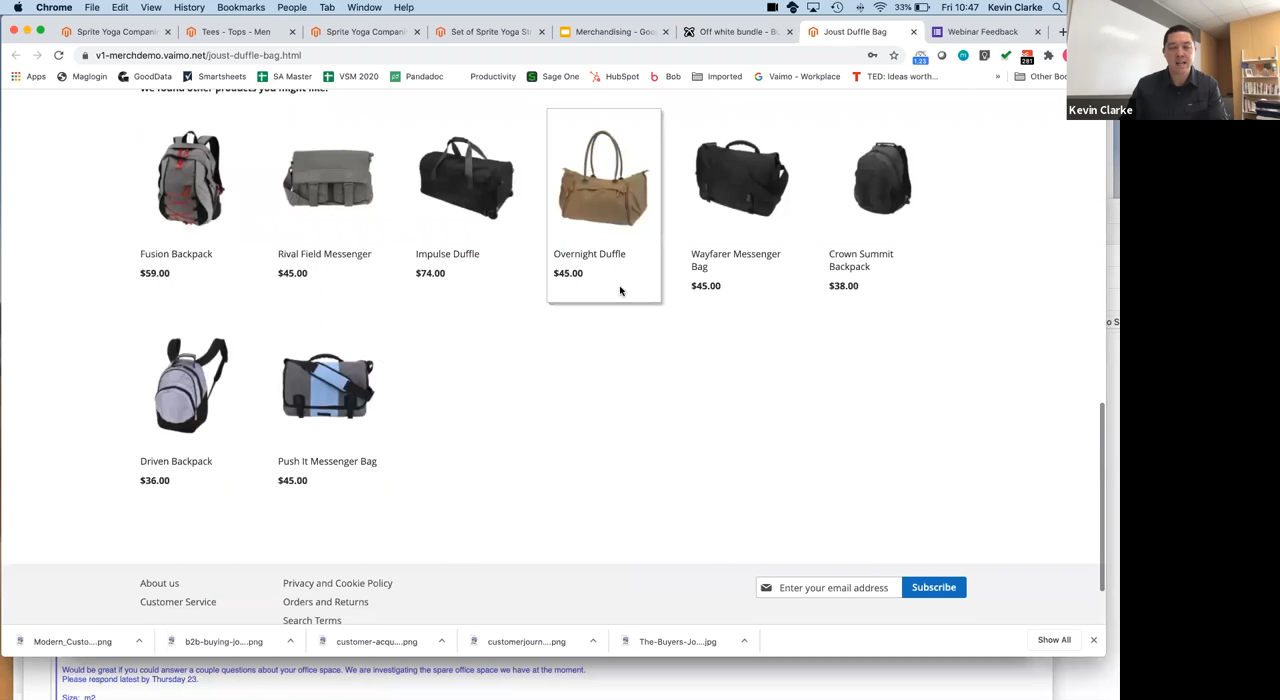 Chrome File Edit View History Bookmarks People Tab Window Help 33% Fri 10:47 Kevin Clarke
Sprite Yoga Compani Tees - Tops - Men Sprite Yoga Compani Set of Sprite Yoga St Merchandising - Goo Off white bundle - B Joust Duffle Bag Webinar Feedback
v1-merchdemo.vaimo.net/joust-duffle-bag.html 1.23 281
Apps Maglogin GoodData Smartsheets SA Master VSM 2020 Pandadoc Productivity Sage One HubSpot Bob Imported Vaimo - Workplace TED: Ideas worth... » Other Boo
Kevin Clarke
We found other products you might like!
Fusion Backpack
$59.00
Rival Field Messenger
$45.00
Impulse Duffle
$74.00
Overnight Duffle
$45.00
Wayfarer Messenger
Bag
$45.00
Crown Summit
Backpack
$38.00
o S
Driven Backpack
$36.00
Push It Messenger Bag
$45.00
About us
Customer Service
Privacy and Cookie Policy
Orders and Returns
Search Terms
Enter your email address Subscribe
Modern_Custo....png b2b-buying-jo....png customer-acqu....png customerjourn....png The-Buyers-Jo....jpg Show All
Would be great if you could answer a couple questions about your office space. We are investigating the spare office space we have at the moment.
Please respond latest by Thursday 23.
Size: m2